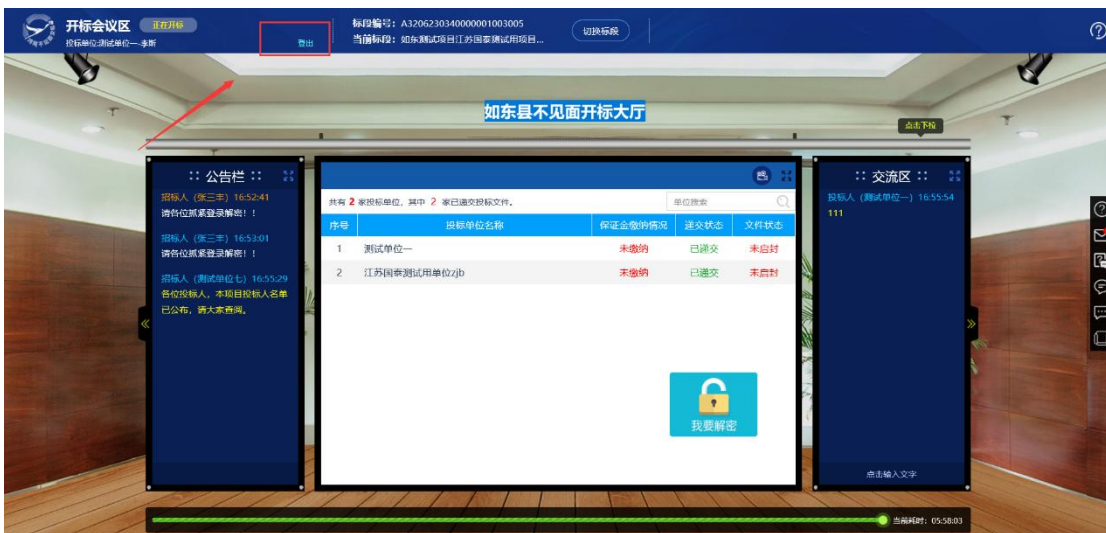 开标会议区 正在开标
投标单位:测试单位一-李斯
登出
标段编号：A3206230340000001003005
当前标段：如东测试项目江苏国泰测试用项目...
切换标段
如东县不见面开标大厅
点击下拉
:: 公告栏 ::
招标人（张三丰）16:52:41
请各位抓紧登录解密！！
招标人（张三丰）16:53:01
请各位抓紧登录解密！！
招标人（测试单位七）16:55:29
各位投标人，本项目投标人名单
已公布，请大家查阅。
共有 2 家投标单位，其中 2 家已递交投标文件。
单位搜索
序号 投标单位名称 保证金缴纳情况 递交状态 文件状态
1 测试单位一 未缴纳 已递交 未启封
2 江苏国泰测试用单位zjb 未缴纳 已递交 未启封
我要解密
:: 交流区 ::
投标人（测试单位一）16:55:54
111
点击输入文字
当前耗时：05:58:03